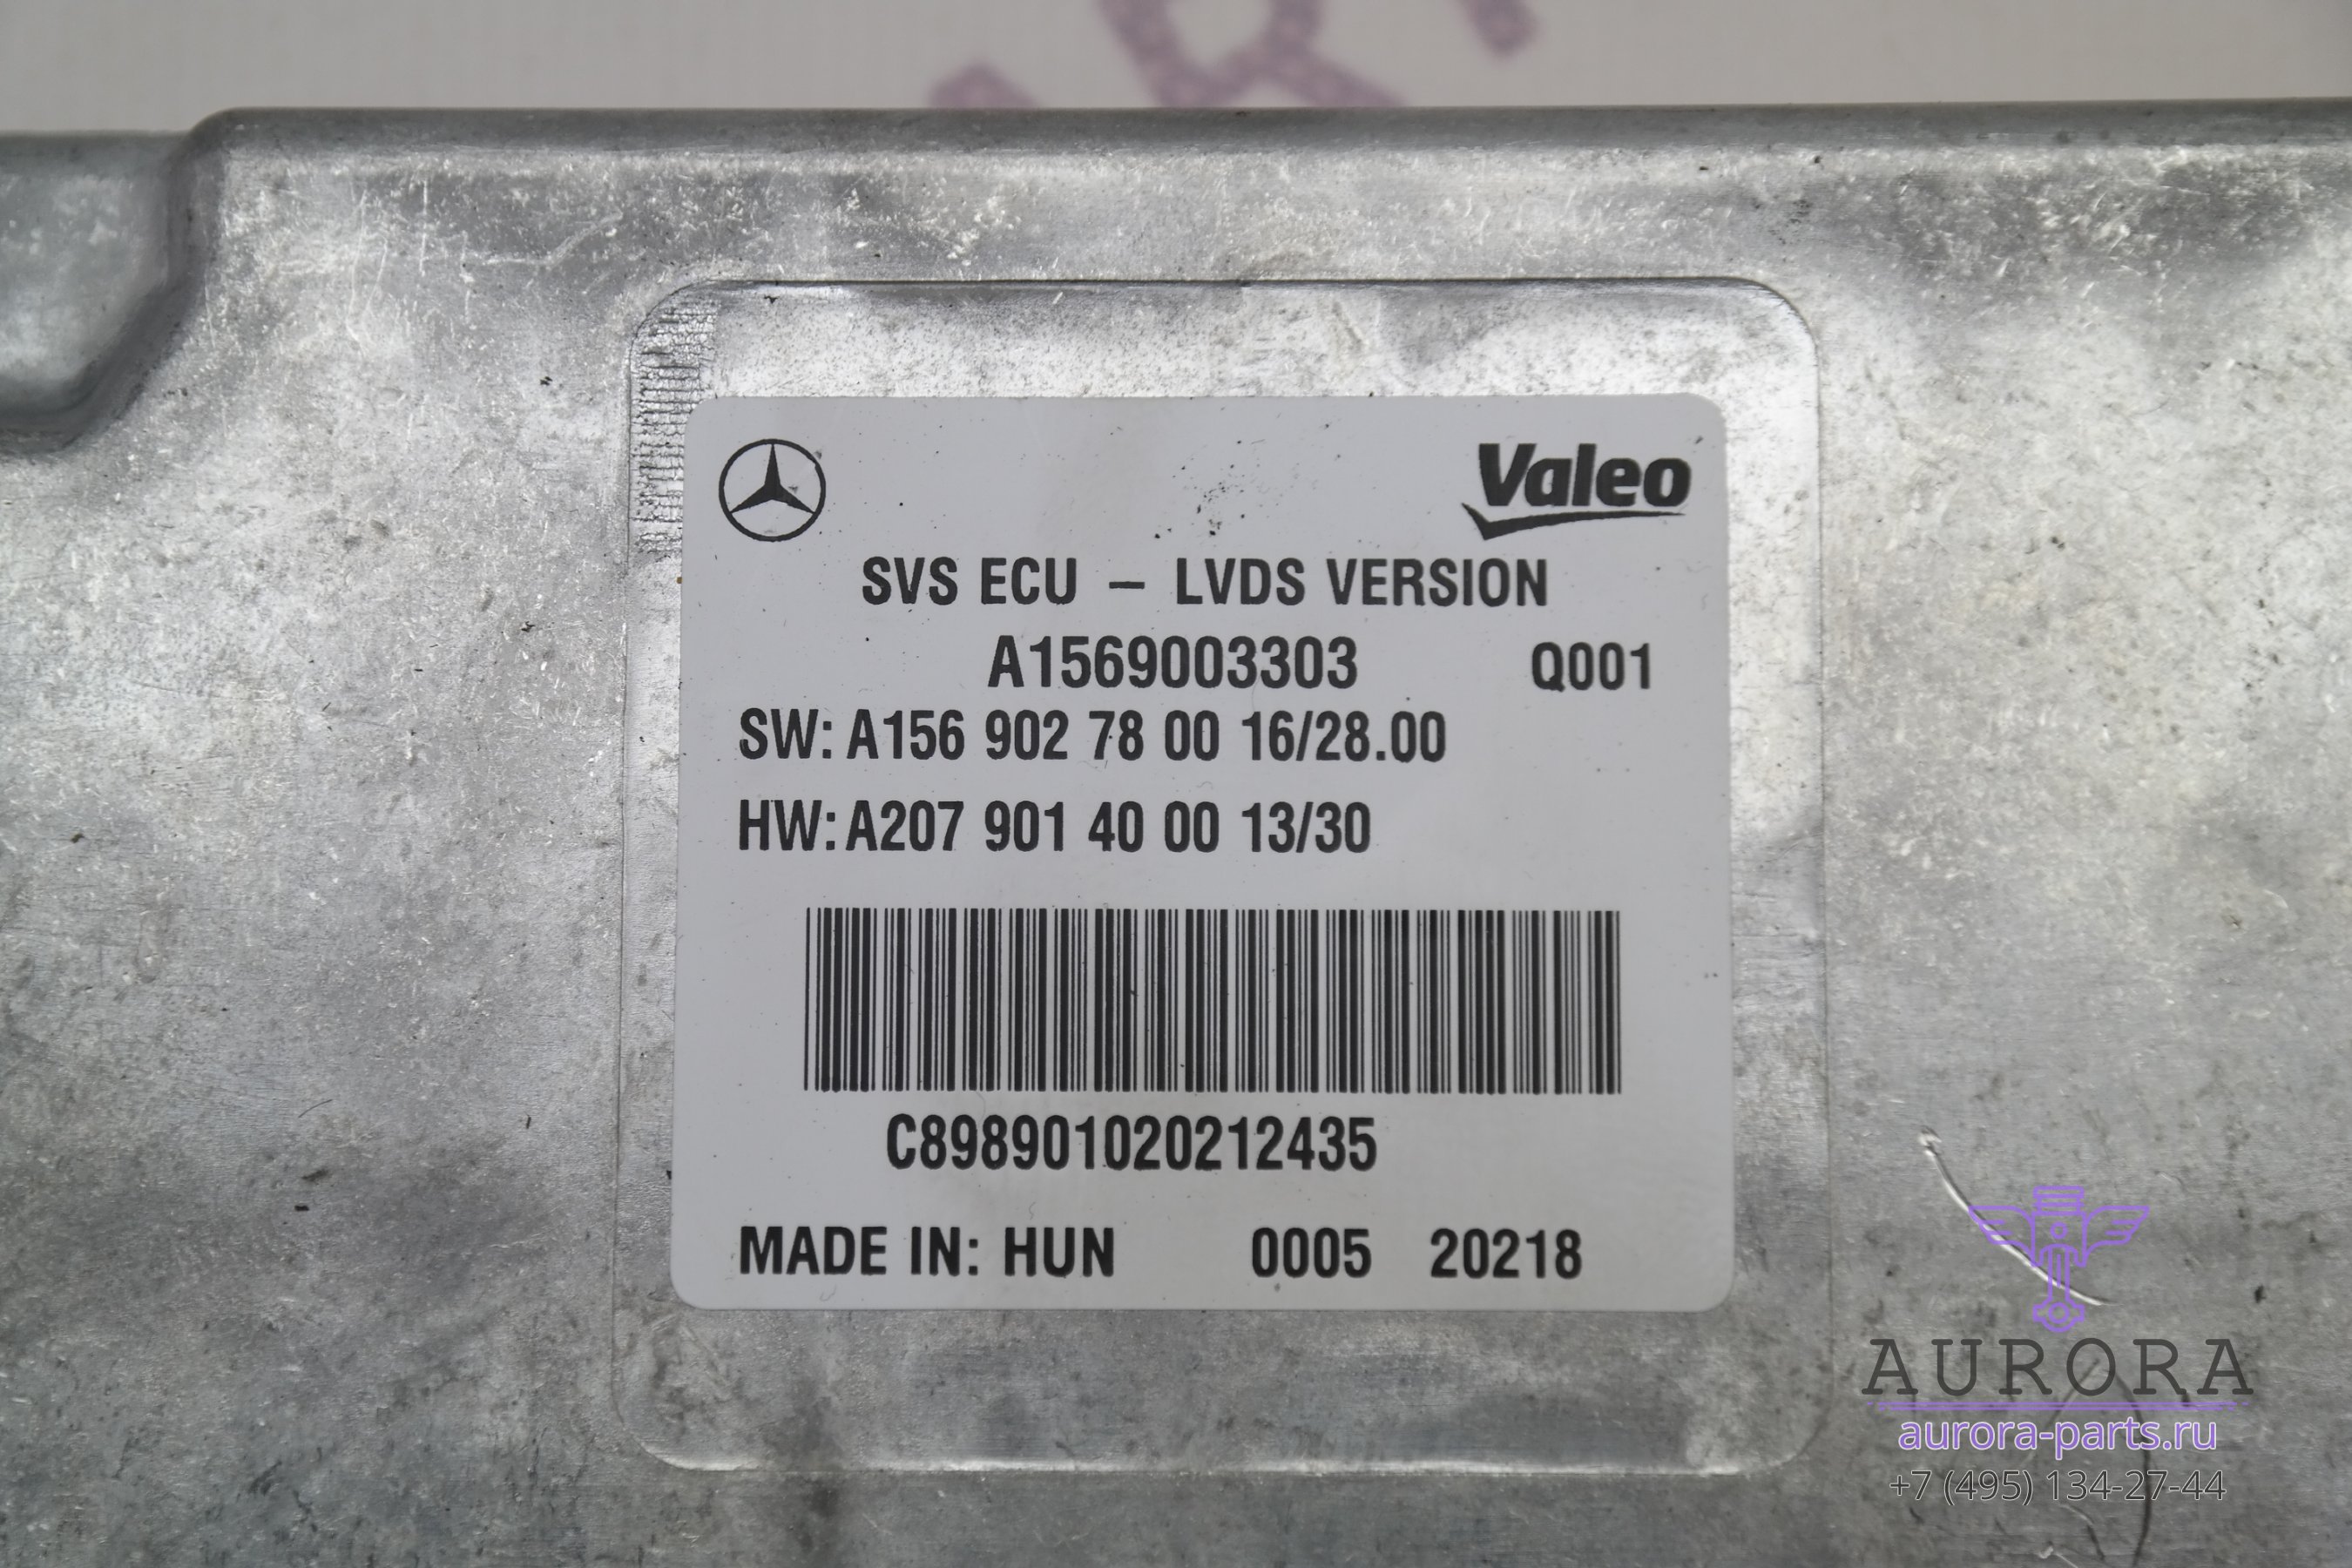 Valeo
SVS ECU – LVDS VERSION
A1569003303 Q001
SW: A156 902 78 00 16/28.00
HW: A207 901 40 00 13/30
C898901020212435
MADE IN: HUN 0005 20218
AURORA
aurora-parts.ru
+7 (495) 134-27-44